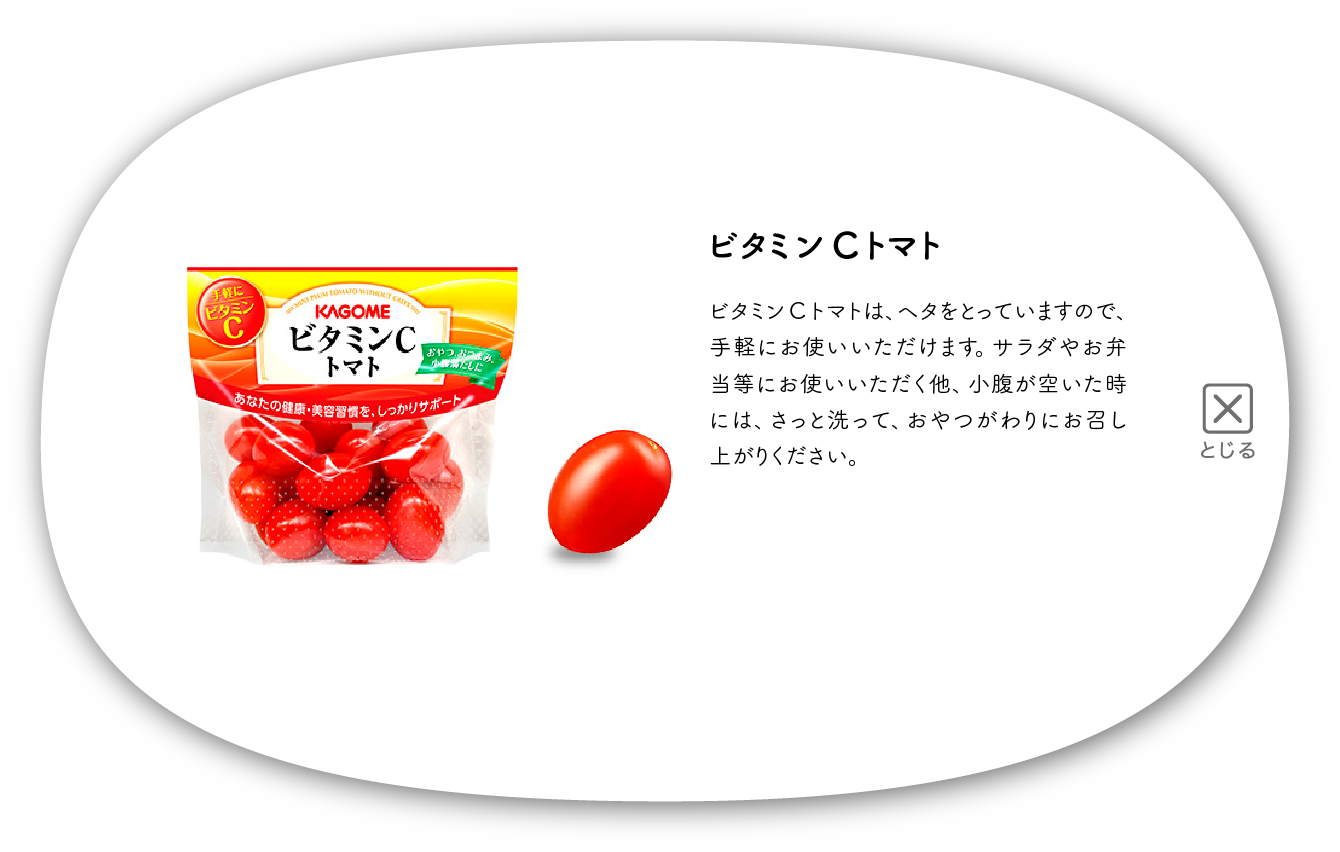 手軽に
ビタミン
C
MINI PLUM TOMATO WITHOUT CALYX
KAGOME
ビタミンC
トマト
おやつ、おつまみ、
小腹満たしに
あなたの健康・美容習慣を、しっかりサポート
ビタミンCトマト
ビタミンCトマトは、ヘタをとっていますので、
手軽にお使いいただけます。サラダやお弁
当等にお使いいただく他、小腹が空いた時
には、さっと洗って、おやつがわりにお召し
上がりください。
とじる